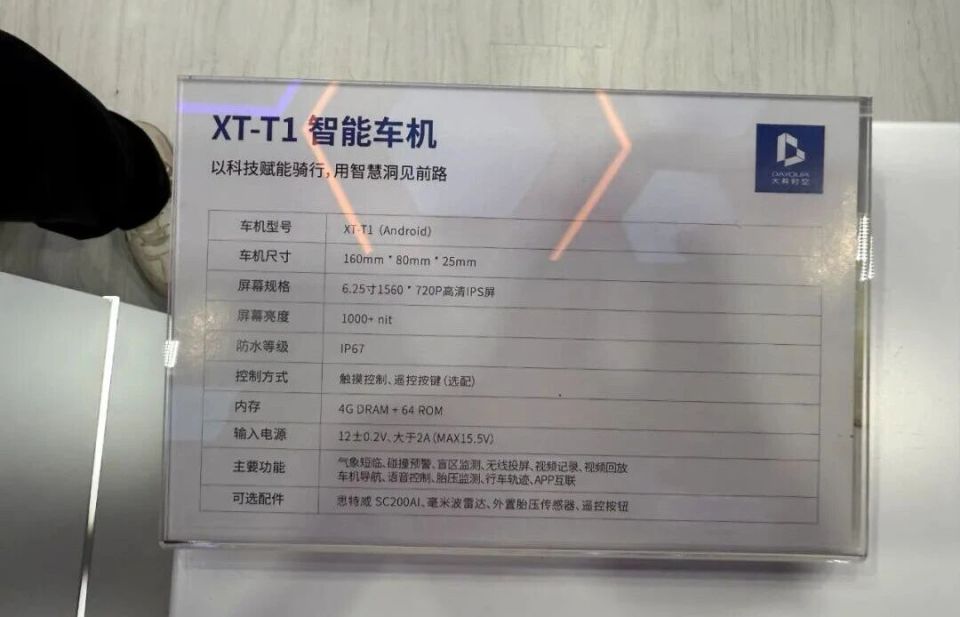 XT-T1 智能车机
以科技赋能骑行,用智慧洞见前路
DAYOUR
大有时空
车机型号 XT-T1 (Android)
车机尺寸 160mm * 80mm * 25mm
屏幕规格 6.25寸1560 * 720P高清IPS屏
屏幕亮度 1000+ nit
防水等级 IP67
控制方式 触摸控制、遥控按键(选配)
内存 4G DRAM + 64 ROM
输入电源 12±0.2V、大于2A(MAX15.5V)
主要功能 气象短临、碰撞预警、盲区监测、无线投屏、视频记录、视频回放
车机导航、语音控制、胎压监测、行车轨迹、APP互联
可选配件 思特威 SC200AI、毫米波雷达、外置胎压传感器、遥控按钮